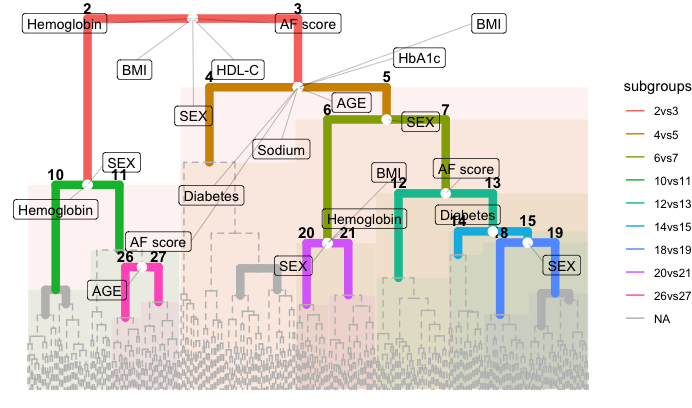 2
3
Hemoglobin
AF score
BMI
HbA1c
BMI
HDL-C
4
5
AGE
6
7
SEX
SEX
Sodium
SEX
10
11
BMI
AF score
12
13
Diabetes
Hemoglobin
Hemoglobin
Diabetes
14
15
AF score
20
21
18
19
26
27
SEX
SEX
AGE
subgroups
2vs3
4vs5
6vs7
10vs11
12vs13
14vs15
18vs19
20vs21
26vs27
NA